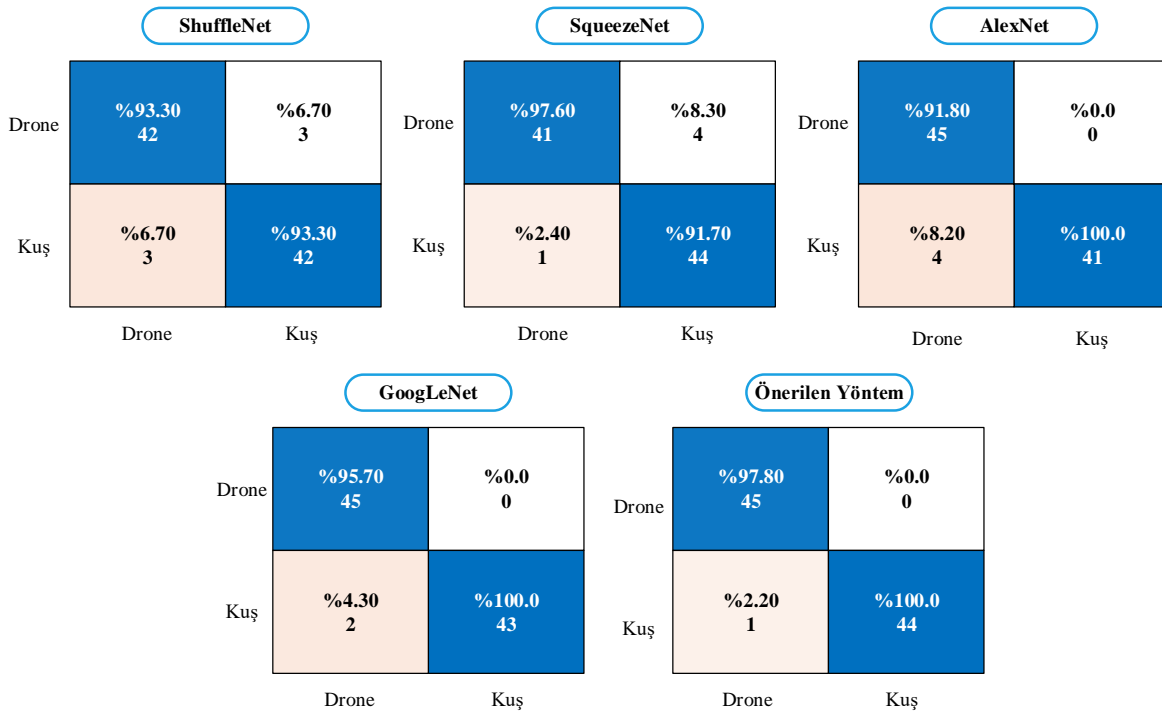 ShuffleNet
SqueezeNet
AlexNet
Drone
%93.30
42
%6.70
3
Kuş
%6.70
3
%93.30
42
Drone
Kuş
Drone
%97.60
41
%8.30
4
Kuş
%2.40
1
%91.70
44
Drone
Kuş
Drone
%91.80
45
%0.0
0
Kuş
%8.20
4
%100.0
41
Drone
Kuş
GoogLeNet
Önerilen Yöntem
Drone
%95.70
45
%0.0
0
Kuş
%4.30
2
%100.0
43
Drone
Kuş
Drone
%97.80
45
%0.0
0
Kuş
%2.20
1
%100.0
44
Drone
Kuş